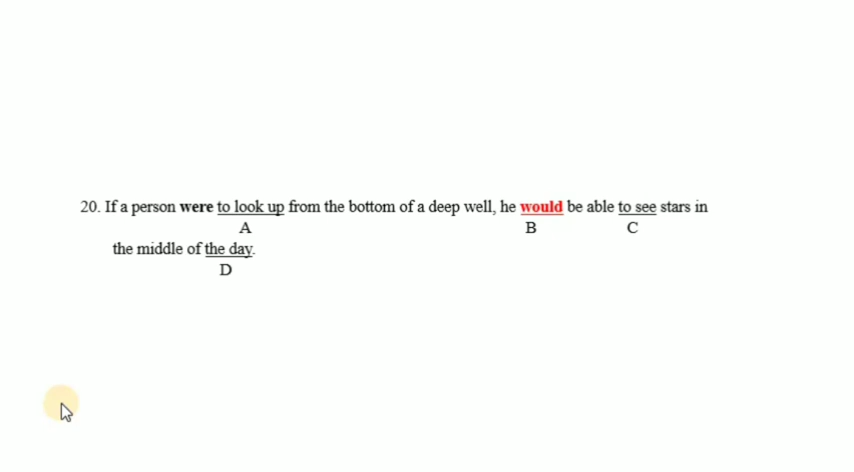 20. If a person were to look up from the bottom of a deep well, he would be able to see stars in
A B C
the middle of the day.
D